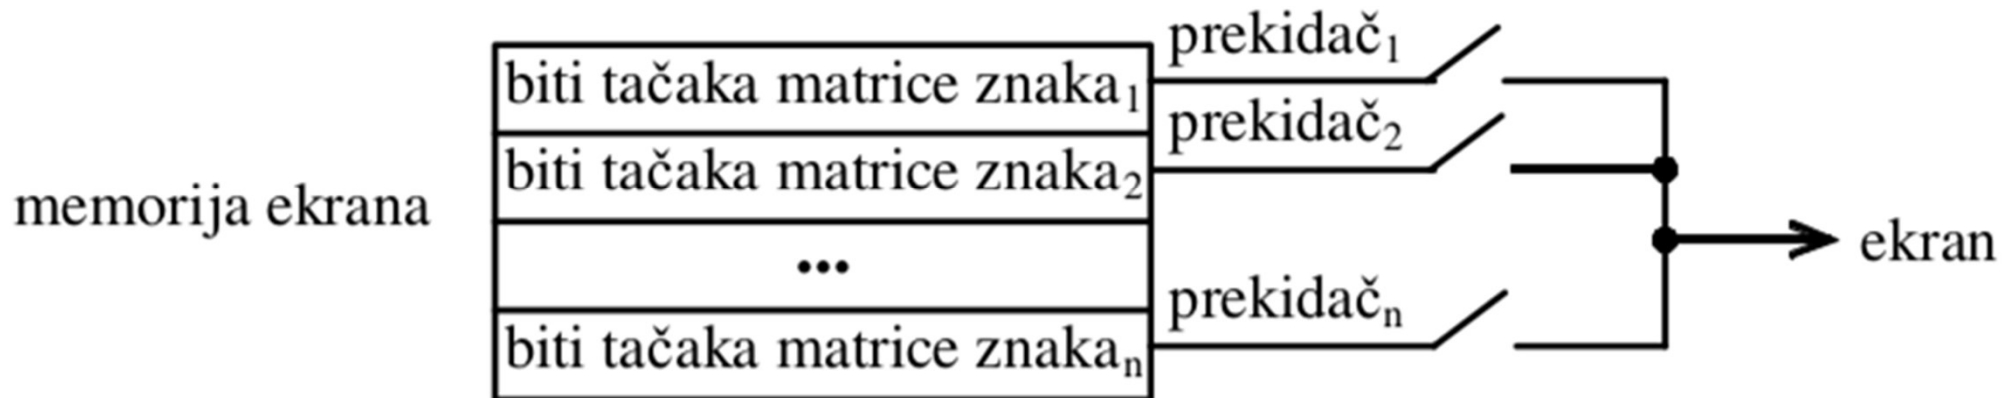 prekidač₁
biti tačaka matrice znaka₁
prekidač₂
biti tačaka matrice znaka₂
memorija ekrana
...
ekran
prekidačₙ
biti tačaka matrice znakaₙ